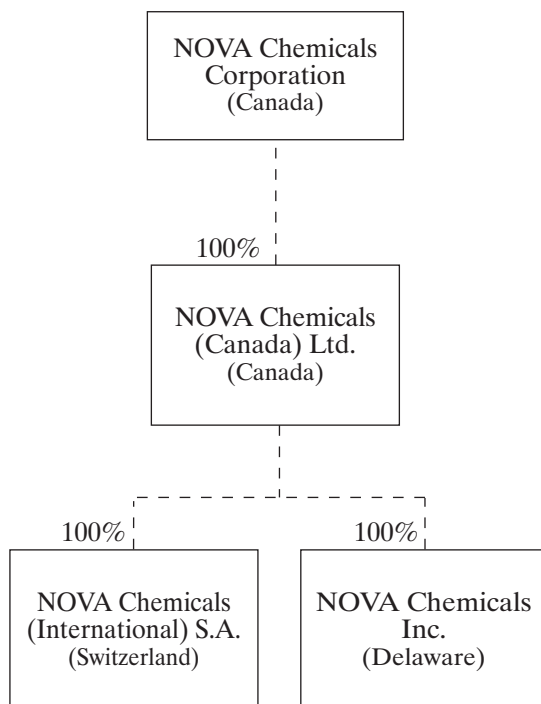 NOVA Chemicals
Corporation
(Canada)
100%
NOVA Chemicals
(Canada) Ltd.
(Canada)
100%
NOVA Chemicals
(International) S.A.
(Switzerland)
100%
NOVA Chemicals
Inc.
(Delaware)